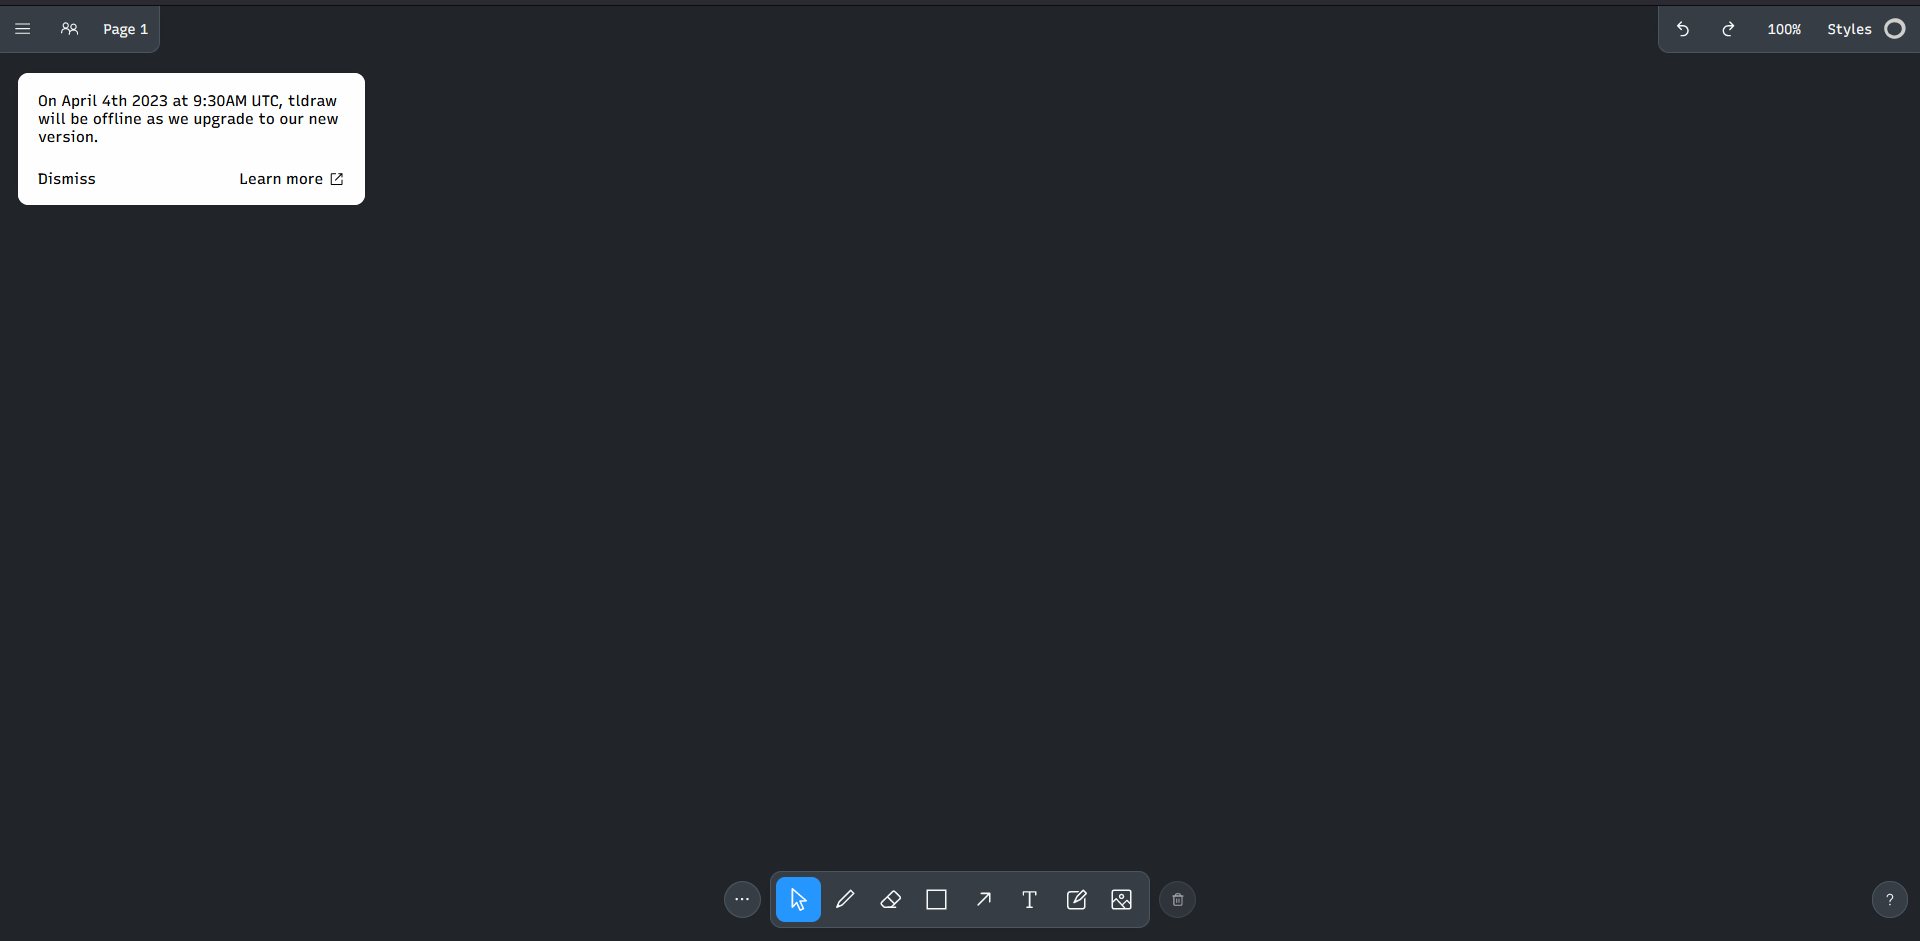 Page 1
100%
Styles
On April 4th 2023 at 9:30AM UTC, tldraw
will be offline as we upgrade to our new
version.
Dismiss
Learn more
T
?